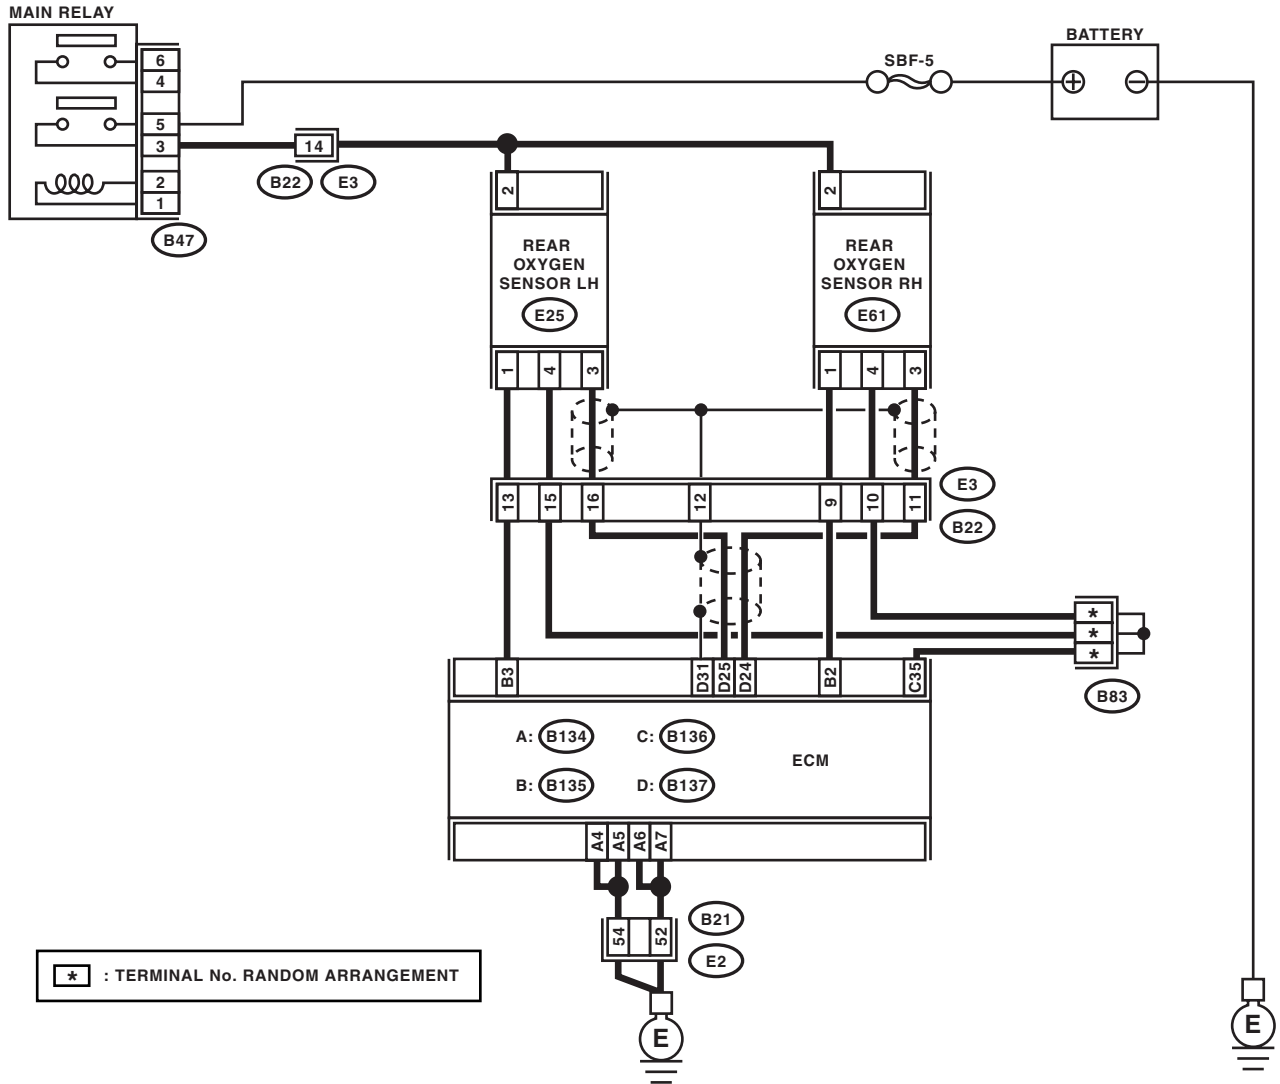 MAIN RELAY
BATTERY
SBF-5
6
4
5
3
2
1
14
B22
E3
B47
2
2
REAR
OXYGEN
SENSOR LH
E25
REAR
OXYGEN
SENSOR RH
E61
1 4 3
1 4 3
13 15 16 12 9 10 11
E3
B22
*
*
*
B83
B3 D31 D25 D24 B2 C35
A: B134 C: B136
B: B135 D: B137
ECM
A4 A5 A6 A7
54 52
B21
E2
* : TERMINAL No. RANDOM ARRANGEMENT
E
E